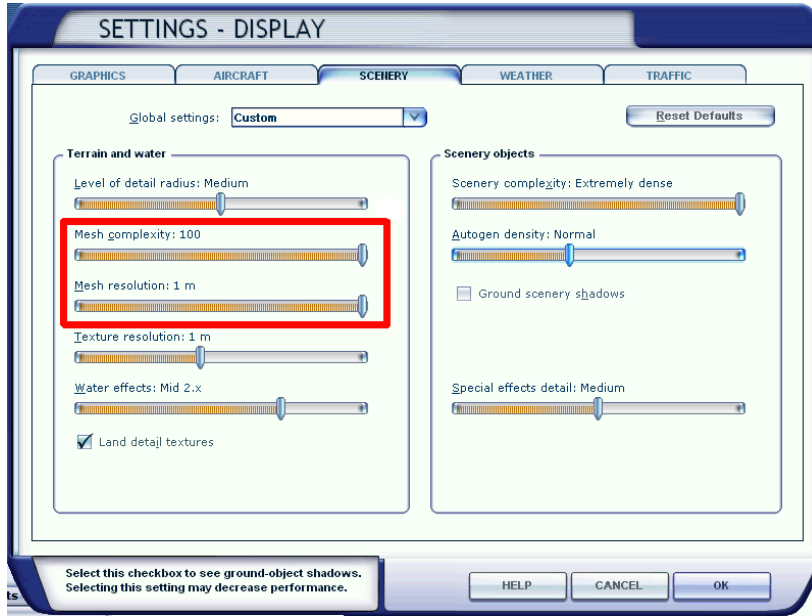 SETTINGS - DISPLAY
GRAPHICS
AIRCRAFT
SCENERY
WEATHER
TRAFFIC
Global settings: Custom
Reset Defaults
Terrain and water
Level of detail radius: Medium
Mesh complexity: 100
Mesh resolution: 1 m
Texture resolution: 1 m
Water effects: Mid 2.x
Land detail textures
Scenery objects
Scenery complexity: Extremely dense
Autogen density: Normal
Ground scenery shadows
Special effects detail: Medium
ts
Select this checkbox to see ground-object shadows.
Selecting this setting may decrease performance.
HELP
CANCEL
OK